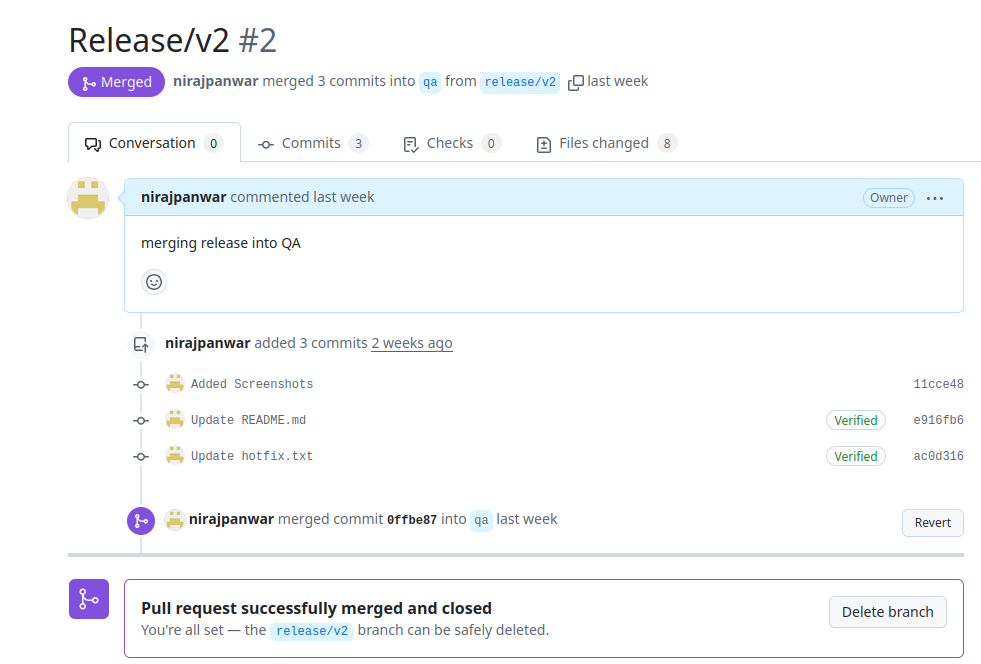 Release/v2 #2
Merged nirajpanwar merged 3 commits into qa from release/v2 last week
Conversation 0 Commits 3 Checks 0 Files changed 8
nirajpanwar commented last week Owner
merging release into QA
nirajpanwar added 3 commits 2 weeks ago
Added Screenshots 11cce48
Update README.md Verified e916fb6
Update hotfix.txt Verified ac0d316
nirajpanwar merged commit 0ffbe87 into qa last week Revert
Pull request successfully merged and closed
You're all set — the release/v2 branch can be safely deleted. Delete branch